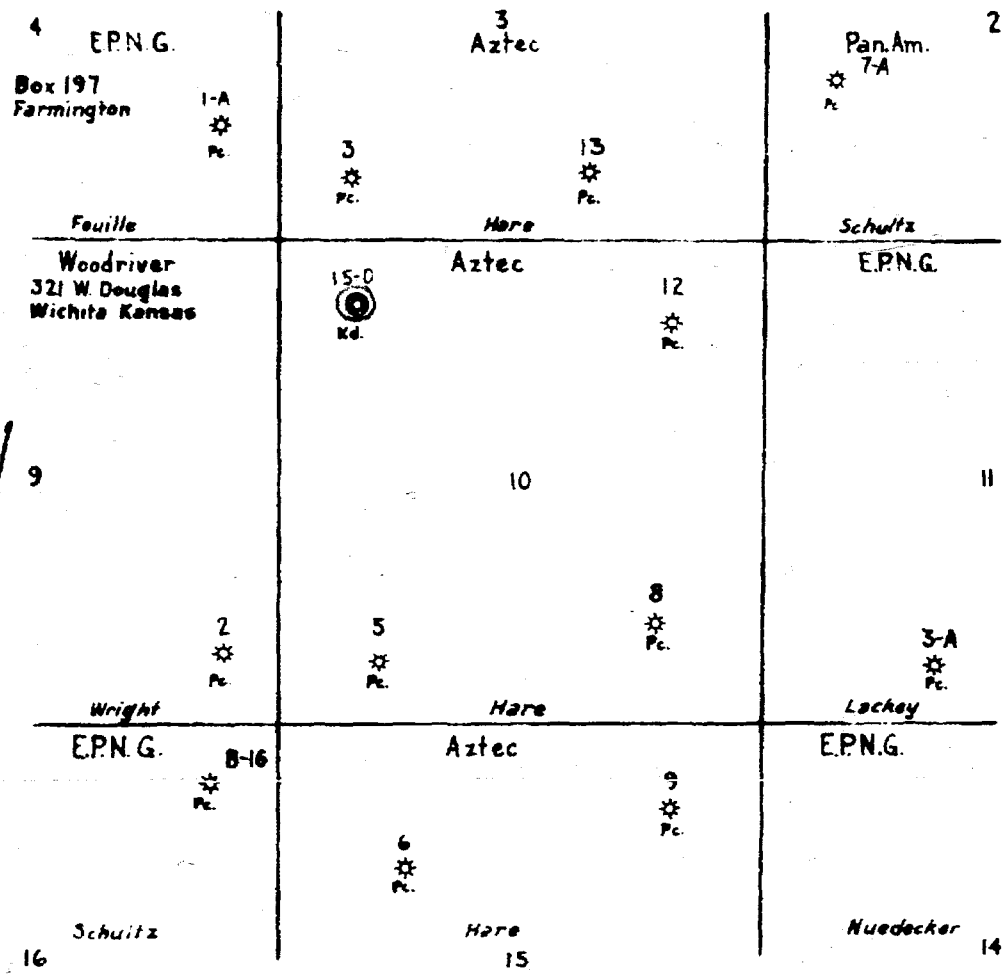 4
E.P.N.G.
Box 197
Farmington
1-A
Pc.
Feuille
3
Aztec
3
Pc.
13
Pc.
Hare
2
Pan. Am.
7-A
Pc
Schultz
Woodriver
321 W. Douglas
Wichita Kansas
9
2
Pc.
Wright
Aztec
15-D
Kd.
12
Pc.
10
5
Pc.
8
Pc.
Hare
E.P.N.G.
11
3-A
Pc.
Lackey
E.P.N.G.
B-16
Pc.
Schultz
16
Aztec
9
Pc.
6
Pc.
Hare
15
E.P.N.G.
Nuedecker
14